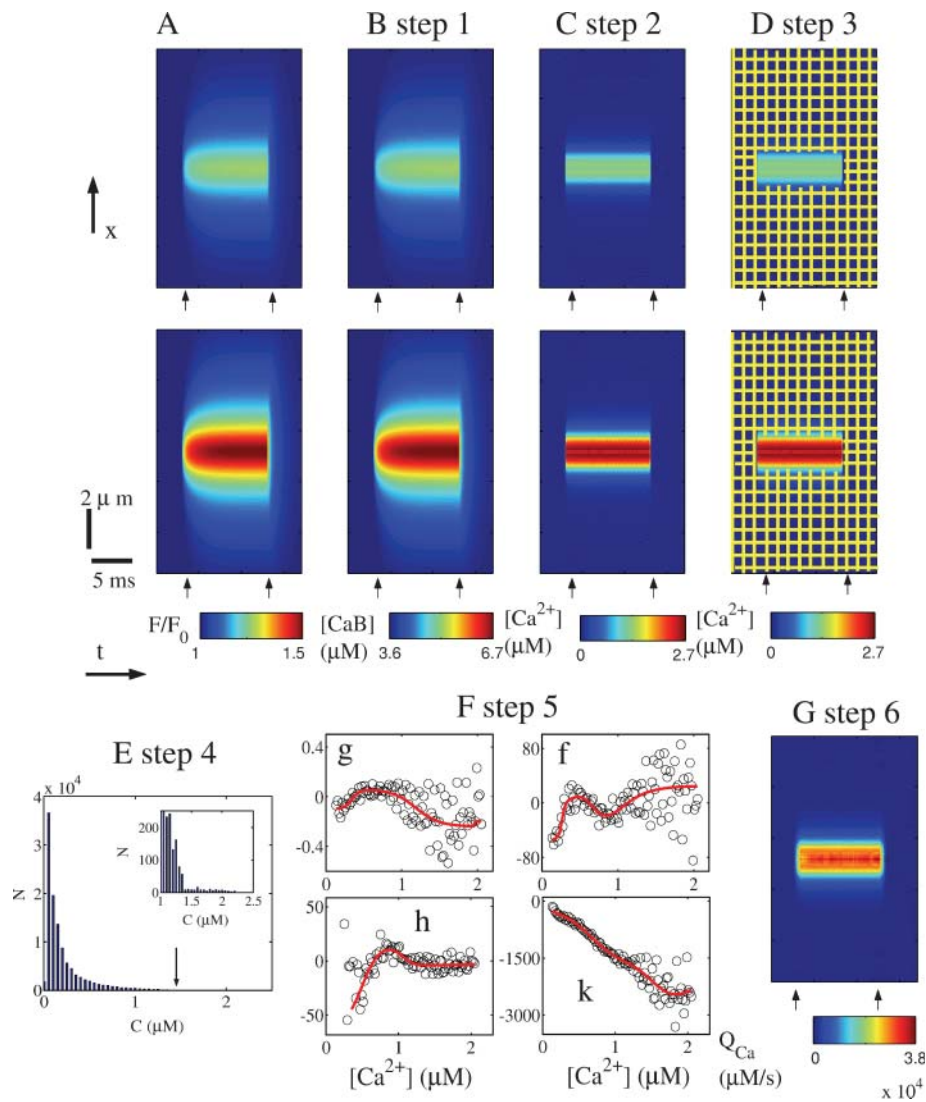 A
B step 1
C step 2
D step 3
x
2 μ m
5 ms
F/F0
1 1.5
[CaB]
(μM)
3.6 6.7
[Ca2+]
(μM)
0 2.7
[Ca2+]
(μM)
0 2.7
t
E step 4
x 10^4
4
3
2
1
0
N
0 1 2
C (μM)
200
100
0
N
1.0 1.5 2.0 2.5
C (μM)
F step 5
g
0.4
0
-0.4
0 1 2
f
80
0
-80
0 1 2
h
50
0
-50
0 1 2
[Ca2+] (μM)
k
0
-1500
-3000
0 1 2
[Ca2+] (μM)
G step 6
QCa
(μM/s)
0 3.8
x 10^4